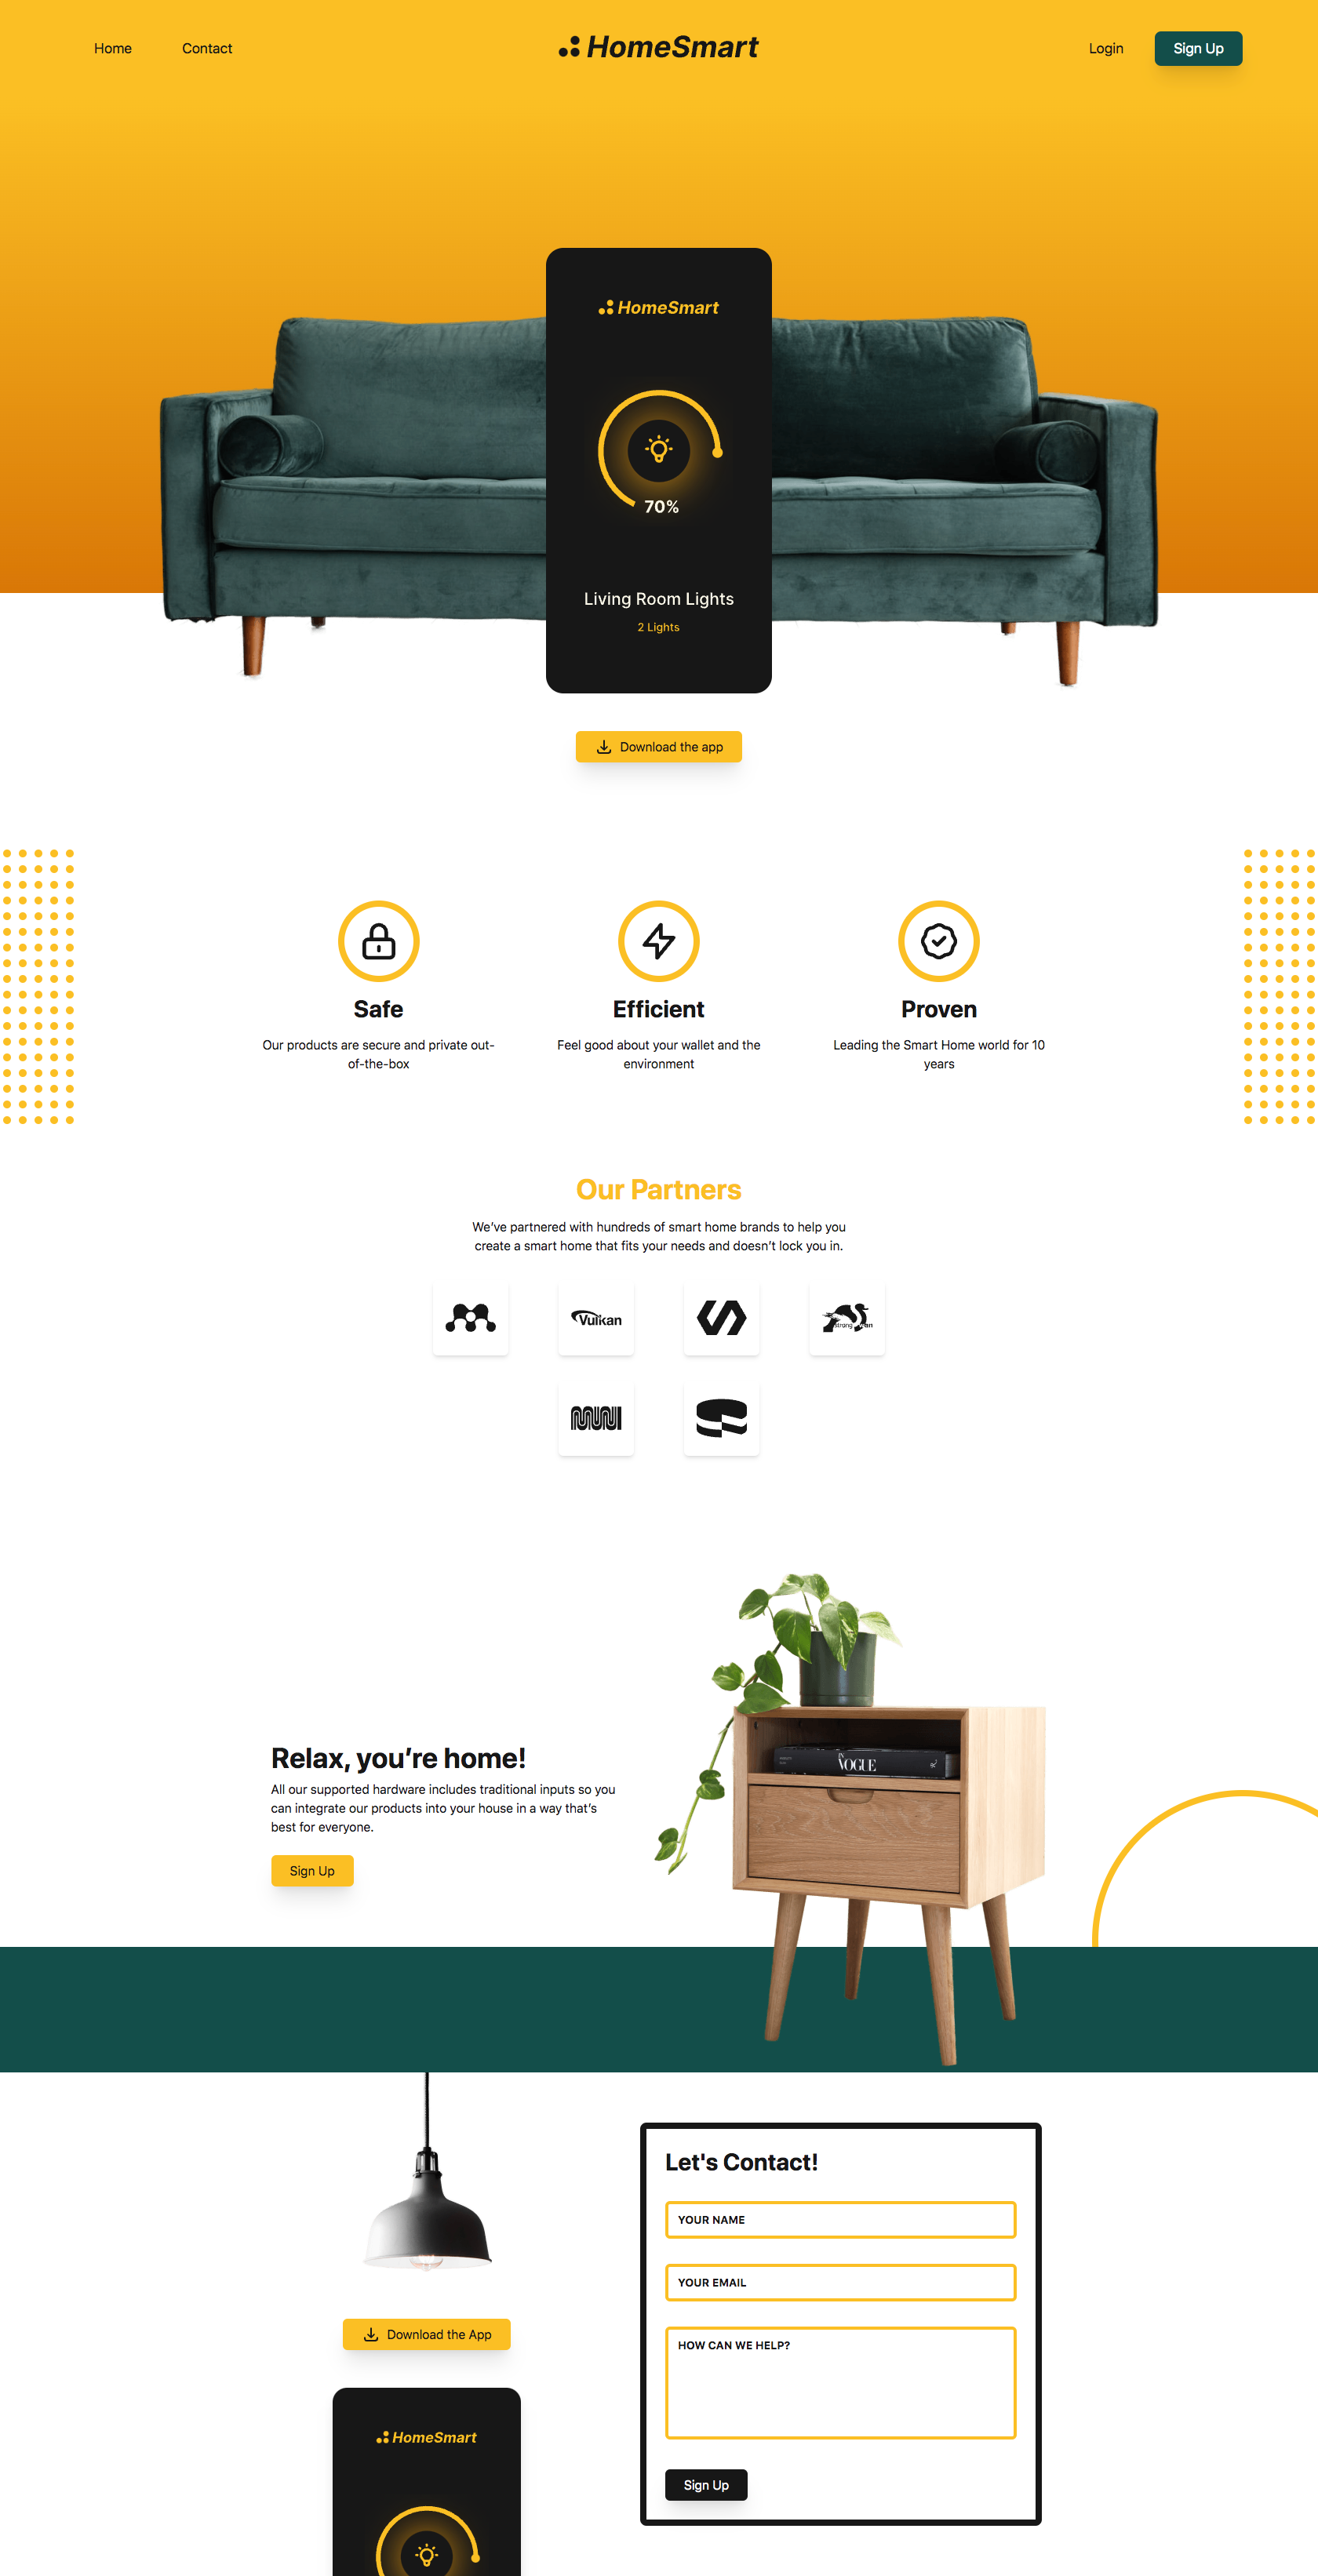 Home
Contact
HomeSmart
Login
Sign Up
HomeSmart
70%
Living Room Lights
2 Lights
Download the app
Safe
Our products are secure and private out-
of-the-box
Efficient
Feel good about your wallet and the
environment
Proven
Leading the Smart Home world for 10
years
Our Partners
We’ve partnered with hundreds of smart home brands to help you
create a smart home that fits your needs and doesn’t lock you in.
Vulkan
strong
Relax, you’re home!
All our supported hardware includes traditional inputs so you
can integrate our products into your house in a way that’s
best for everyone.
Sign Up
IN
VOGUE
Download the App
HomeSmart
Let's Contact!
YOUR NAME
YOUR EMAIL
HOW CAN WE HELP?
Sign Up